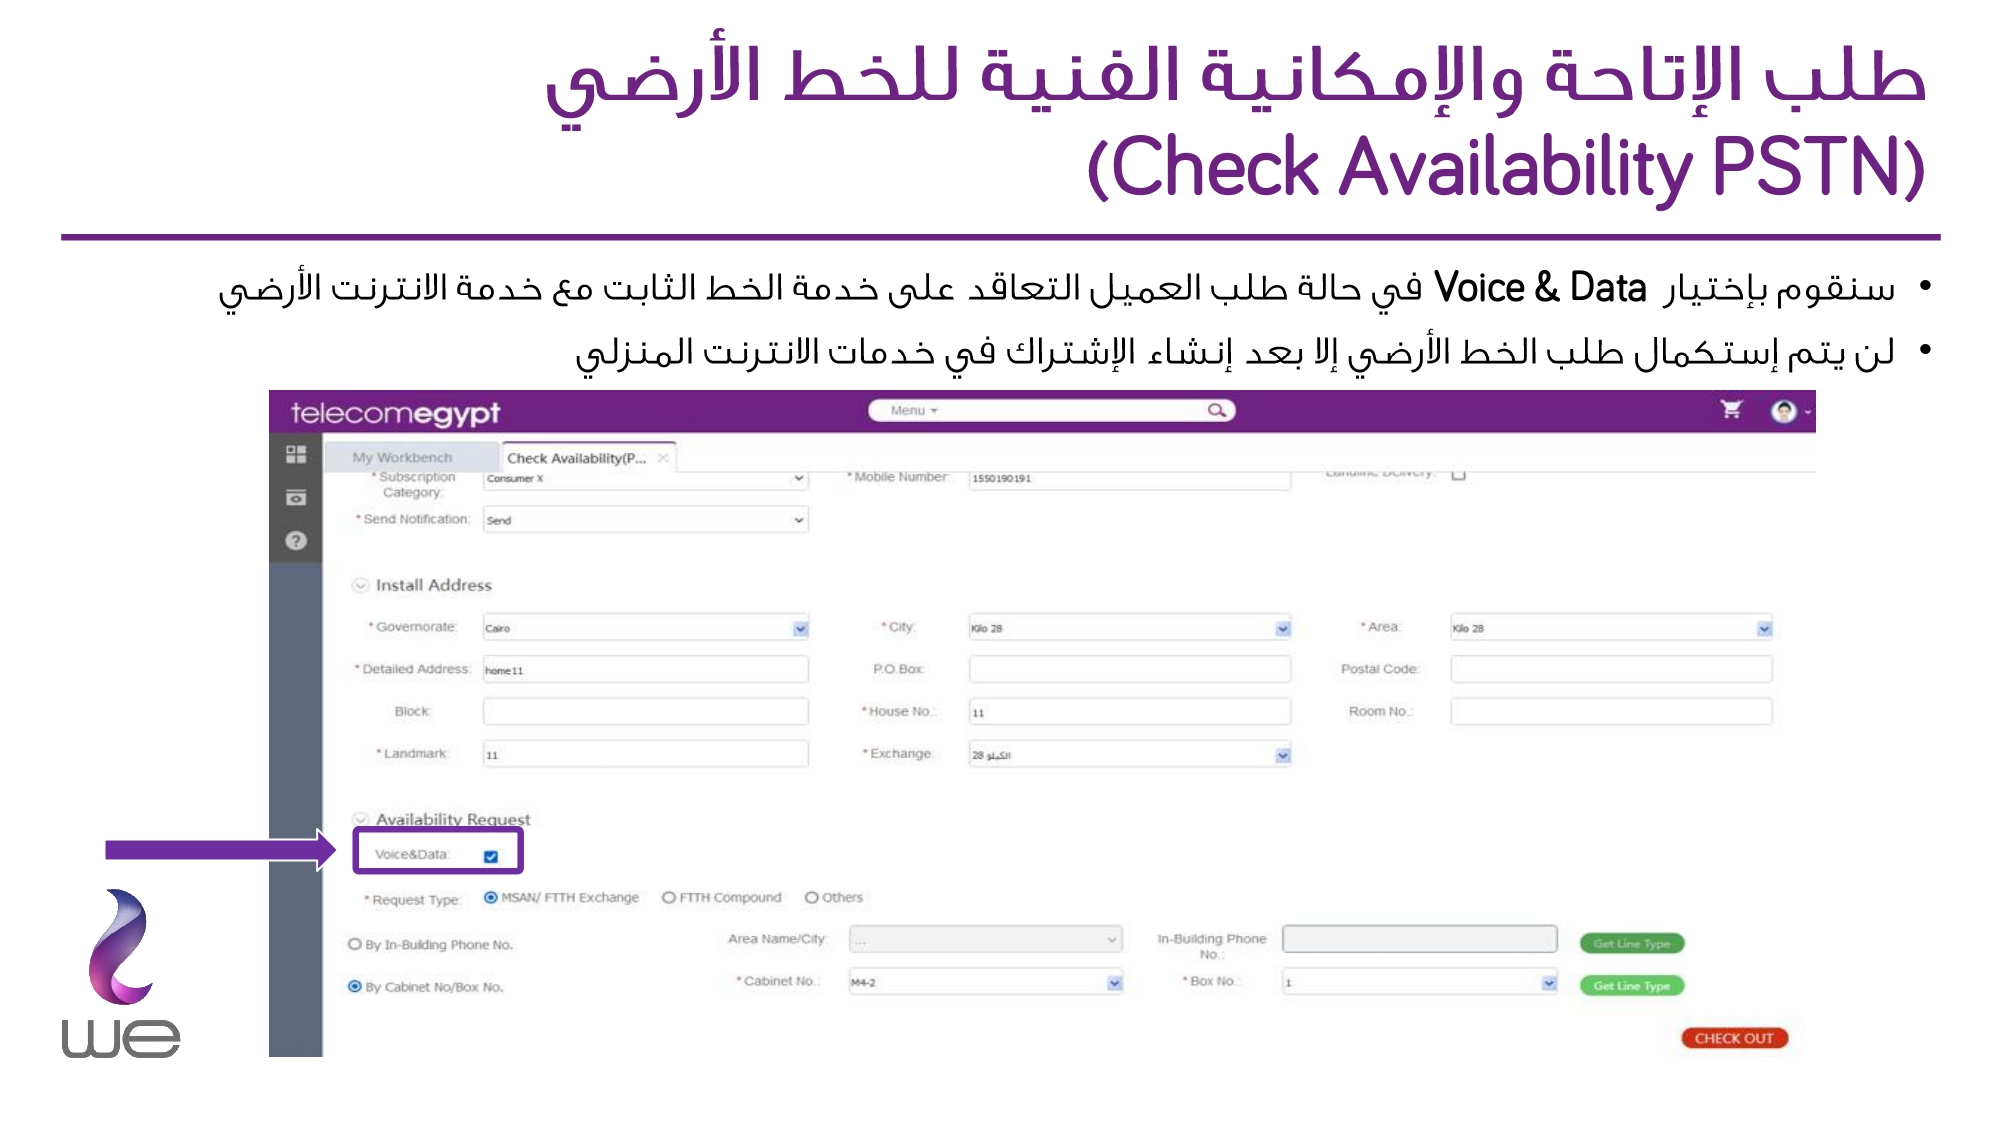 طلب الإتاحة والإمكانية الفنية للخط الأرضي
(Check Availability PSTN)
• سنقوم بإختيار Voice & Data في حالة طلب العميل التعاقد على خدمة الخط الثابت مع خدمة الانترنت الأرضي
• لن يتم إستكمال طلب الخط الأرضي إلا بعد إنشاء الإشتراك في خدمات الانترنت المنزلي
telecomegypt Menu
My Workbench Check Availability(P...
* Subscription Category: Consumer X * Mobile Number: 1550190191 Landline Delivery:
* Send Notification: Send
Install Address
* Governorate: Cairo * City: Kilo 28 * Area: Kilo 28
* Detailed Address: home11 P.O.Box: Postal Code:
Block: * House No.: 11 Room No.:
* Landmark: 11 * Exchange: الكيلو 28
Availability Request
Voice&Data:
* Request Type: MSAN/ FTTH Exchange FTTH Compound Others
By In-Building Phone No. Area Name/City: ... In-Building Phone No.: Get Line Type
By Cabinet No/Box No. * Cabinet No.: M4-2 * Box No.: 1 Get Line Type
CHECK OUT
we